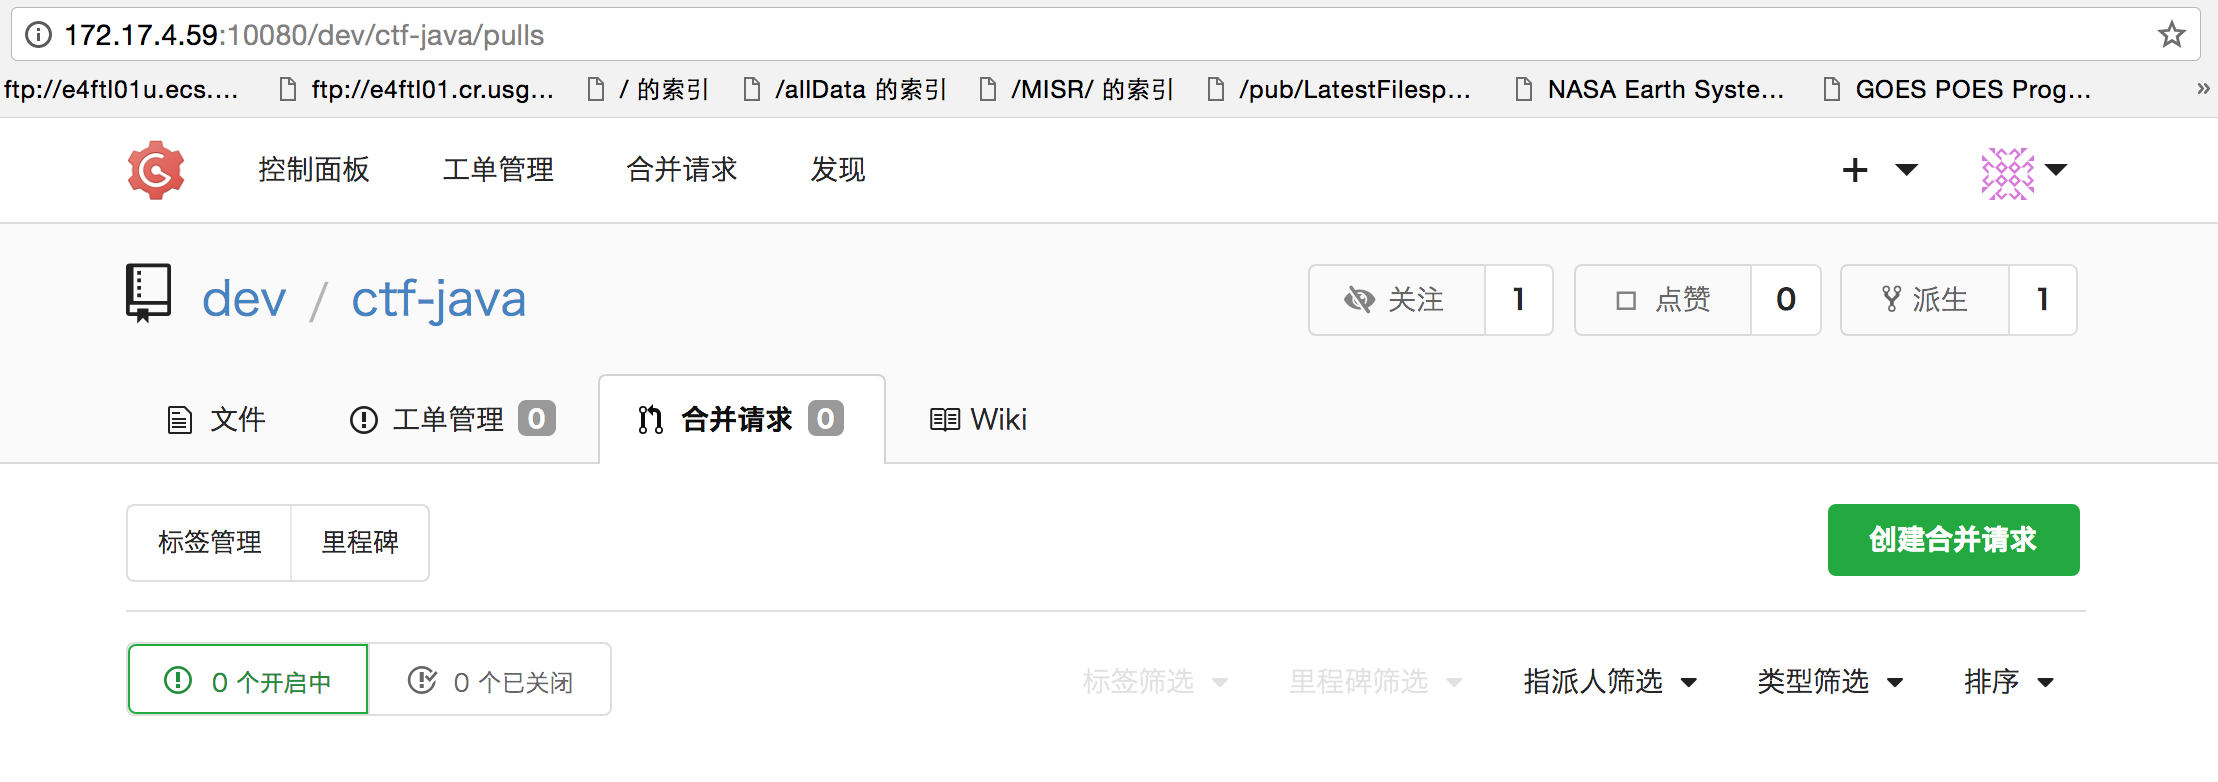 172.17.4.59:10080/dev/ctf-java/pulls
ftp://e4ftl01u.ecs.... ftp://e4ftl01.cr.usg... / 的索引 /allData 的索引 /MISR/ 的索引 /pub/LatestFilesp... NASA Earth Syste... GOES POES Prog... »
控制面板 工单管理 合并请求 发现
dev / ctf-java 关注 1 点赞 0 派生 1
文件 工单管理 0 合并请求 0 Wiki
标签管理 里程碑 创建合并请求
0 个开启中 0 个已关闭 标签筛选 里程碑筛选 指派人筛选 类型筛选 排序